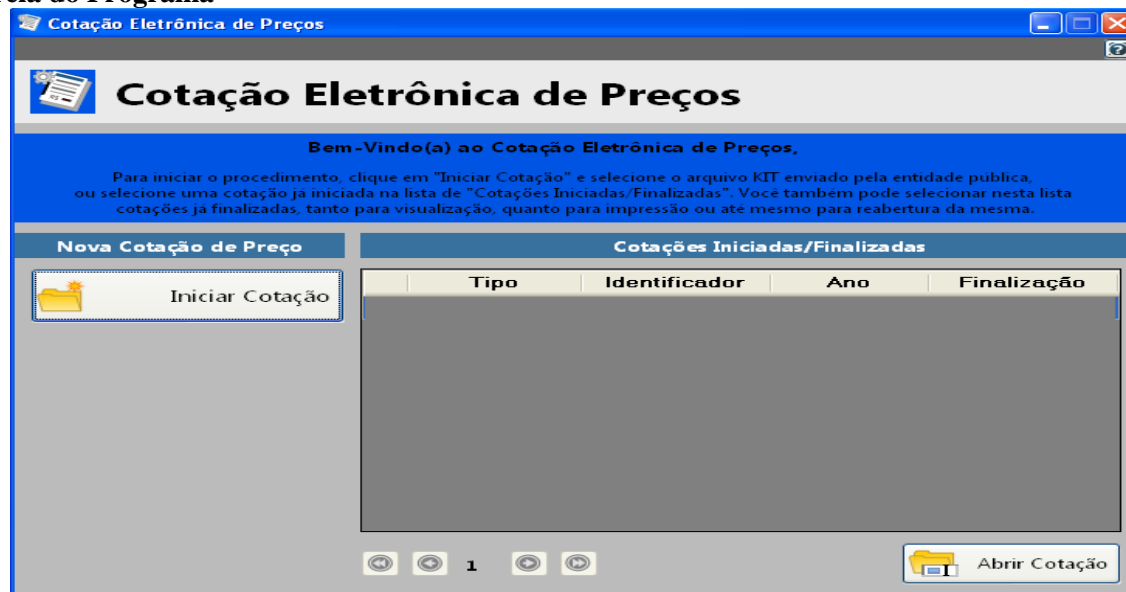 do Programa
Cotação Eletrônica de Preços
Cotação Eletrônica de Preços
Bem-Vindo(a) ao Cotação Eletrônica de Preços,
Para iniciar o procedimento, clique em "Iniciar Cotação" e selecione o arquivo KIT enviado pela entidade pública,
ou selecione uma cotação já iniciada na lista de "Cotações Iniciadas/Finalizadas". Você também pode selecionar nesta lista
cotações já finalizadas, tanto para visualização, quanto para impressão ou até mesmo para reabertura da mesma.
Nova Cotação de Preço
Cotações Iniciadas/Finalizadas
Iniciar Cotação
Tipo Identificador Ano Finalização
1
Abrir Cotação